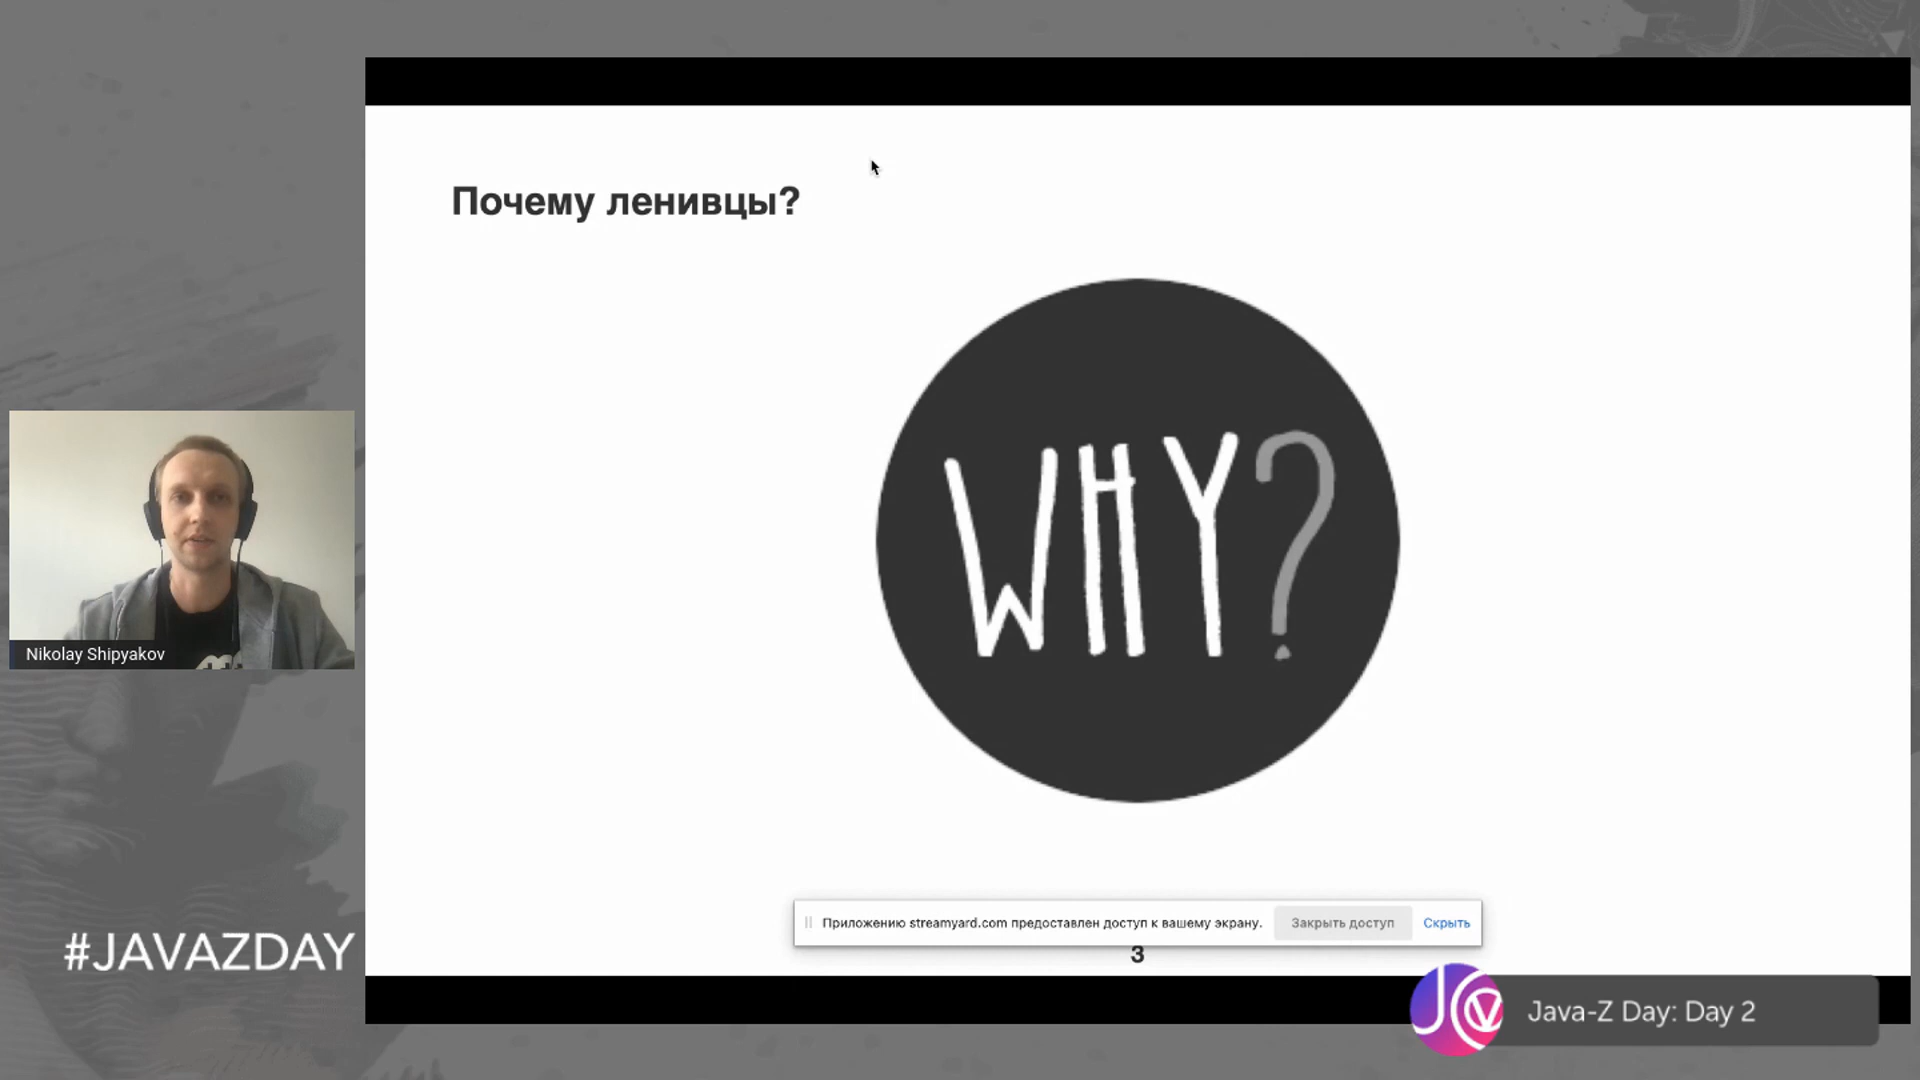 Почему ленивцы?
WHY?
Nikolay Shipyakov
Приложению streamyard.com предоставлен доступ к вашему экрану. Закрыть доступ Скрыть
3
#JAVAZDAY
Java-Z Day: Day 2